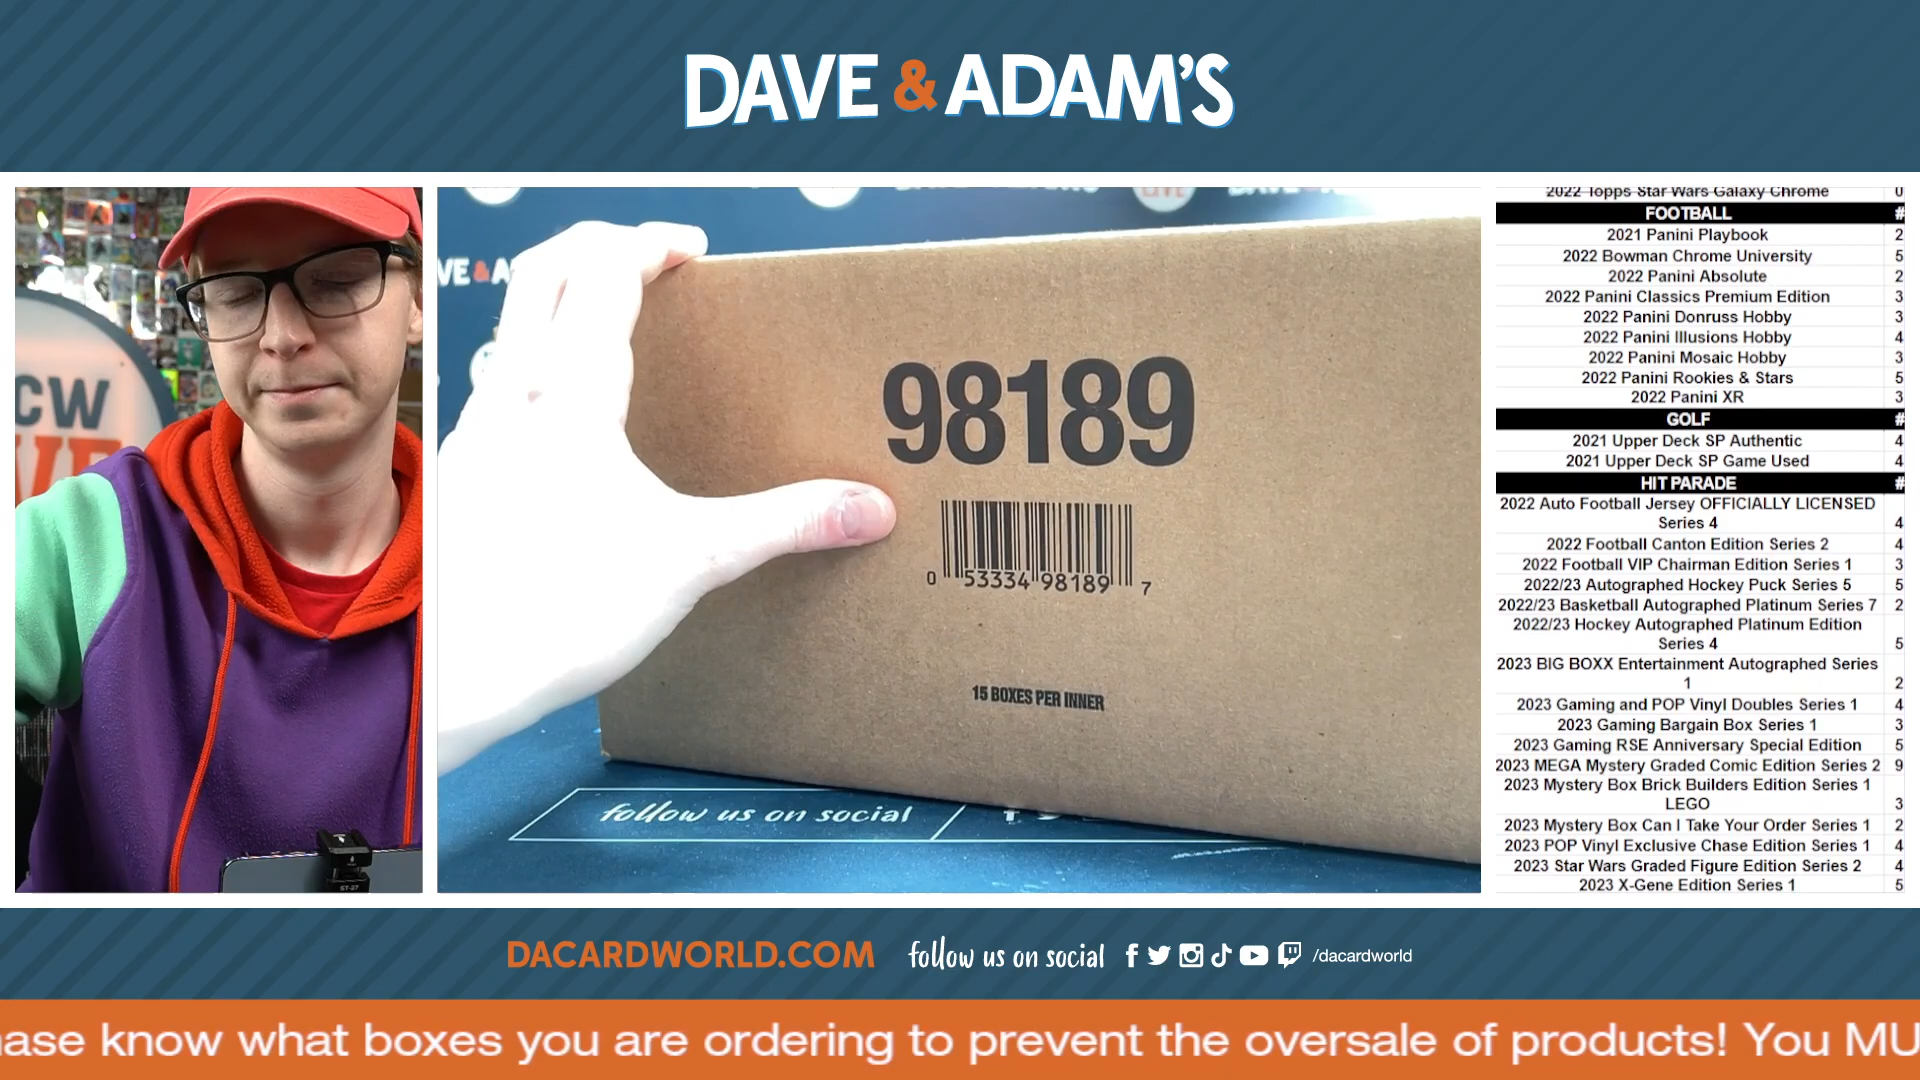 DAVE & ADAM'S
CW
VE & A
LIVE
98189
0 53334 98189 7
15 BOXES PER INNER
follow us on social
ST-27
2022 Topps Star Wars Galaxy Chrome 0
FOOTBALL #
2021 Panini Playbook 2
2022 Bowman Chrome University 5
2022 Panini Absolute 2
2022 Panini Classics Premium Edition 3
2022 Panini Donruss Hobby 3
2022 Panini Illusions Hobby 4
2022 Panini Mosaic Hobby 3
2022 Panini Rookies & Stars 5
2022 Panini XR 3
GOLF #
2021 Upper Deck SP Authentic 4
2021 Upper Deck SP Game Used 4
HIT PARADE #
2022 Auto Football Jersey OFFICIALLY LICENSED
Series 4 4
2022 Football Canton Edition Series 2 4
2022 Football VIP Chairman Edition Series 1 3
2022/23 Autographed Hockey Puck Series 5 5
2022/23 Basketball Autographed Platinum Series 7 2
2022/23 Hockey Autographed Platinum Edition
Series 4 5
2023 BIG BOXX Entertainment Autographed Series
1 2
2023 Gaming and POP Vinyl Doubles Series 1 4
2023 Gaming Bargain Box Series 1 3
2023 Gaming RSE Anniversary Special Edition 5
2023 MEGA Mystery Graded Comic Edition Series 2 9
2023 Mystery Box Brick Builders Edition Series 1
LEGO 3
2023 Mystery Box Can I Take Your Order Series 1 2
2023 POP Vinyl Exclusive Chase Edition Series 1 4
2023 Star Wars Graded Figure Edition Series 2 4
2023 X-Gene Edition Series 1 5
DACARDWORLD.COM follow us on social /dacardworld
ase know what boxes you are ordering to prevent the oversale of products! You MU